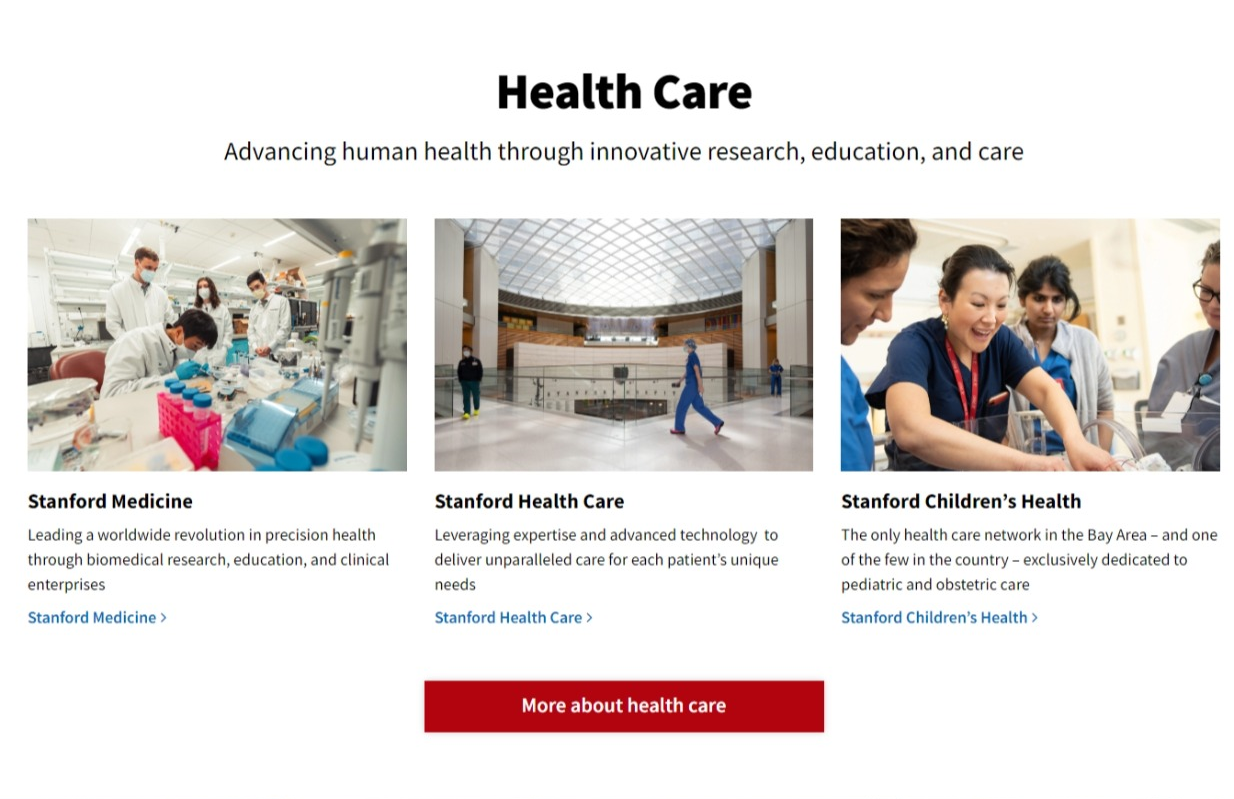 Health Care
Advancing human health through innovative research, education, and care
Stanford Medicine
Leading a worldwide revolution in precision health
through biomedical research, education, and clinical
enterprises
Stanford Medicine >
Stanford Health Care
Leveraging expertise and advanced technology  to
deliver unparalleled care for each patient’s unique
needs
Stanford Health Care >
Stanford Children’s Health
The only health care network in the Bay Area – and one
of the few in the country – exclusively dedicated to
pediatric and obstetric care
Stanford Children’s Health >
More about health care